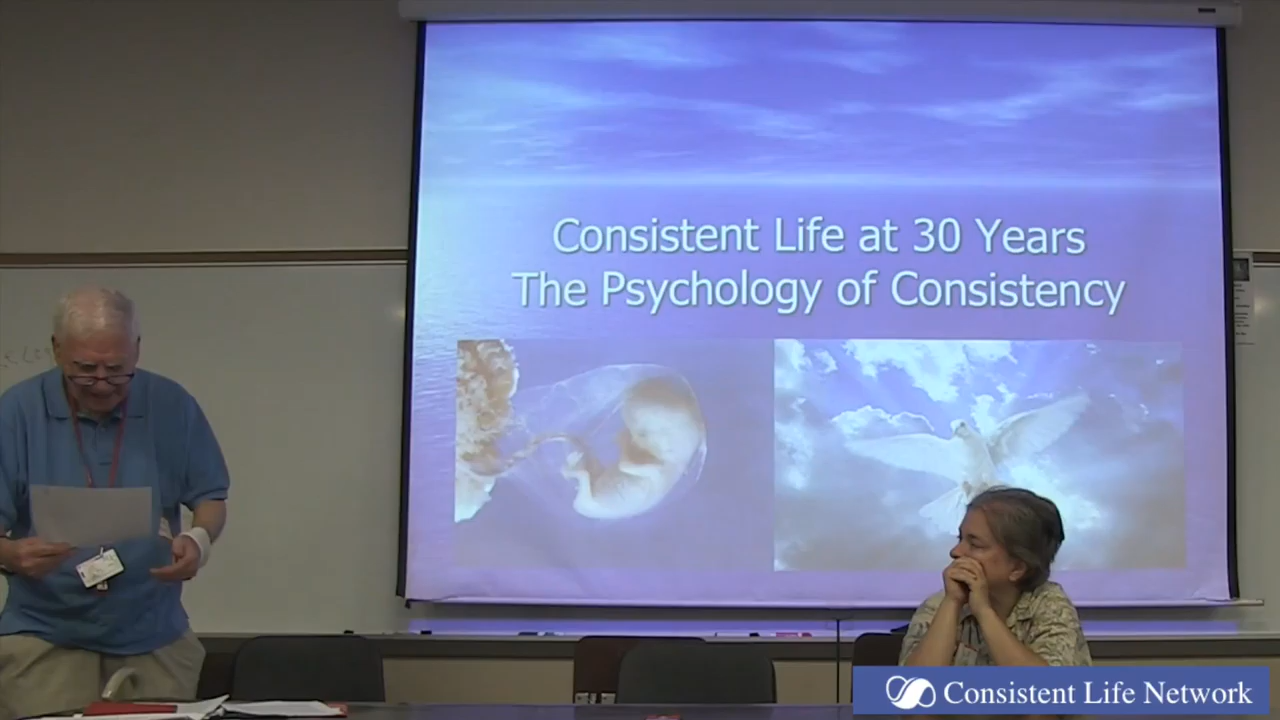 Consistent Life at 30 Years
The Psychology of Consistency
Consistent Life Network